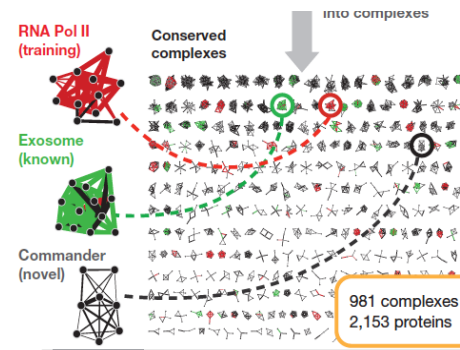 into complexes
RNA Pol II
(training)
Conserved
complexes
Exosome
(known)
Commander
(novel)
981 complexes
2,153 proteins